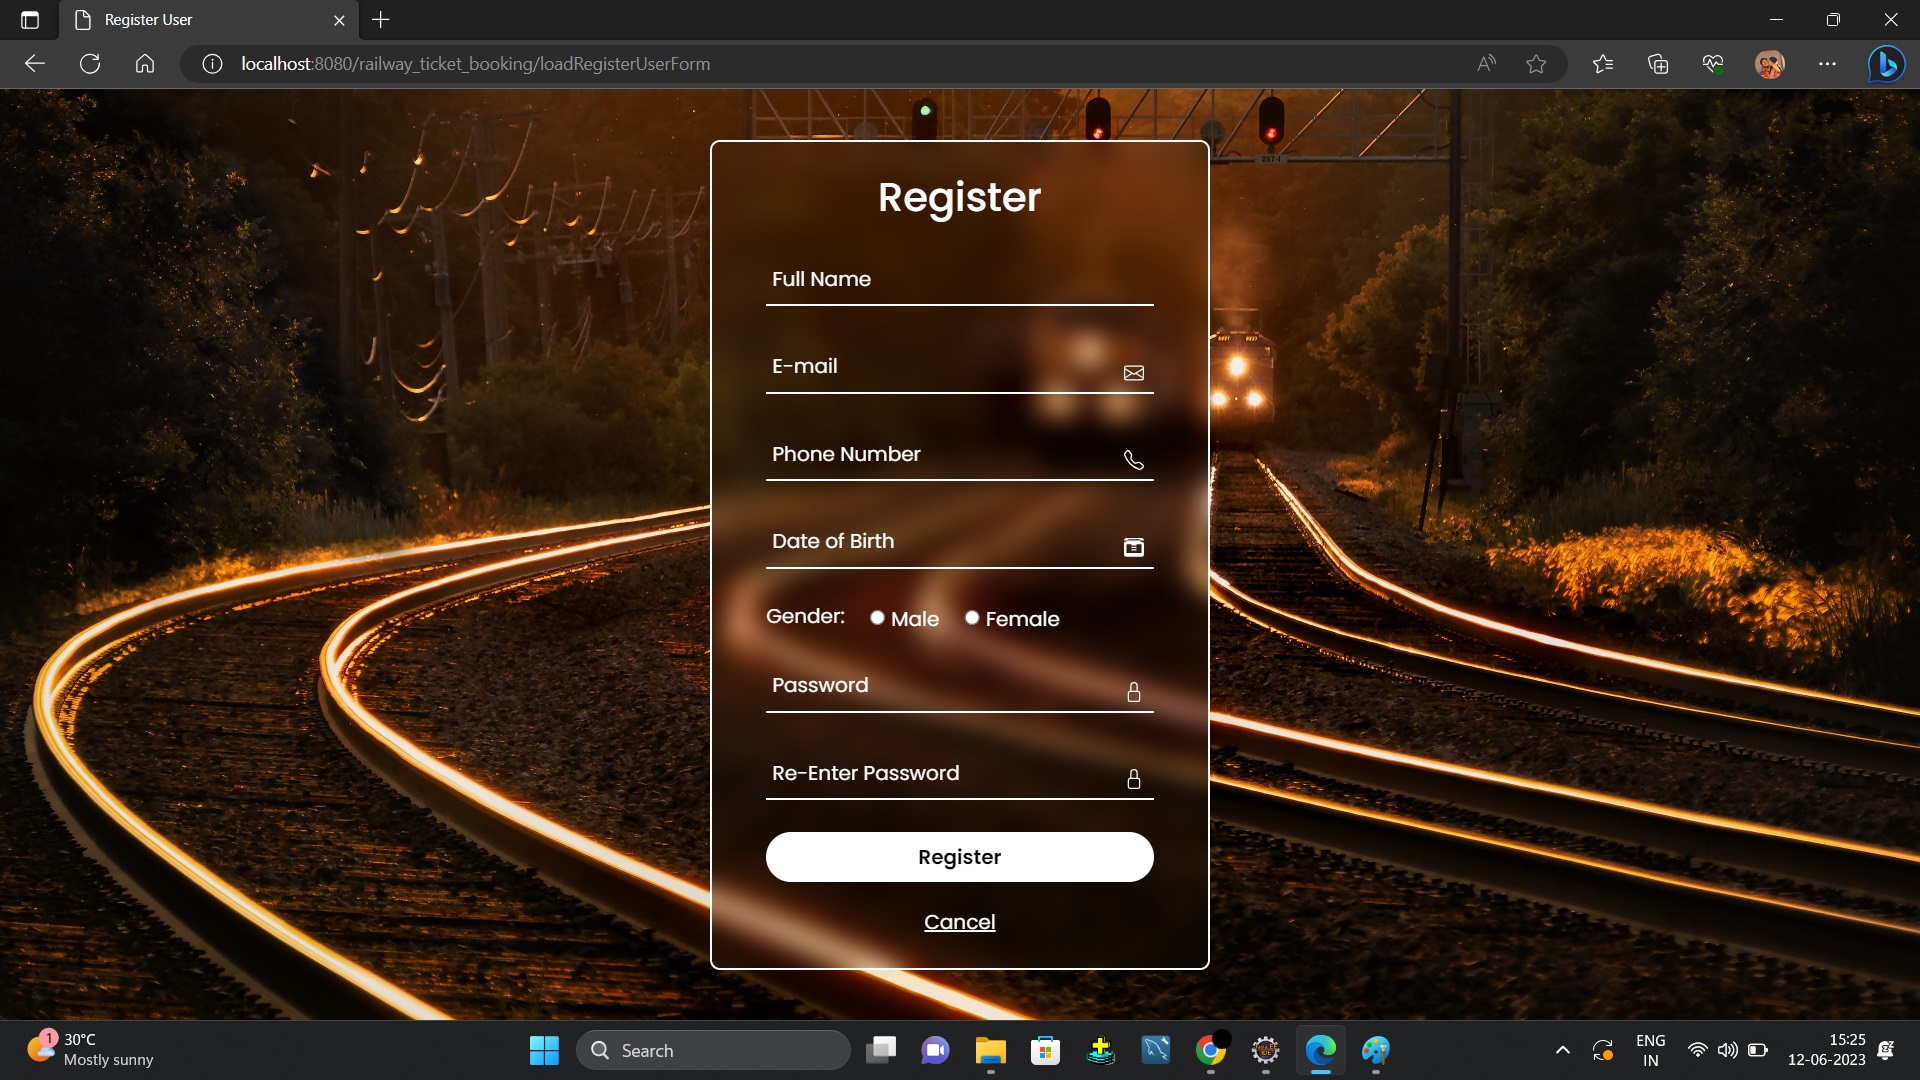 Register User
localhost:8080/railway_ticket_booking/loadRegisterUserForm
Register
Full Name
E-mail
Phone Number
Date of Birth
Gender: Male Female
Password
Re-Enter Password
Register
Cancel
1
30°C
Mostly sunny
Search
ENG
IN
15:25
12-06-2023